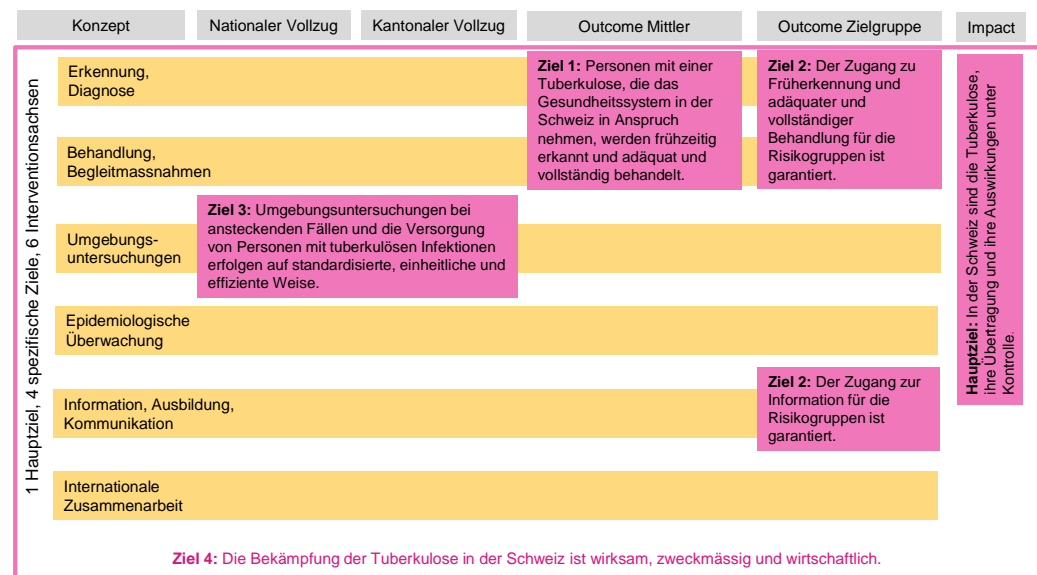 Konzept
Nationaler Vollzug
Kantonaler Vollzug
Outcome Mittler
Outcome Zielgruppe
Impact
1 Hauptziel, 4 spezifische Ziele, 6 Interventionsachsen
Erkennung,
Diagnose
Ziel 1: Personen mit einer
Tuberkulose, die das
Gesundheitssystem in der
Schweiz in Anspruch
nehmen, werden frühzeitig
erkannt und adäquat und
vollständig behandelt.
Ziel 2: Der Zugang zu
Früherkennung und
adäquater und
vollständiger
Behandlung für die
Risikogruppen ist
garantiert.
Behandlung,
Begleitmassnahmen
Ziel 3: Umgebungsuntersuchungen bei
ansteckenden Fällen und die Versorgung
von Personen mit tuberkulösen Infektionen
erfolgen auf standardisierte, einheitliche und
effiziente Weise.
Umgebungs-
untersuchungen
Epidemiologische
Überwachung
Information, Ausbildung,
Kommunikation
Ziel 2: Der Zugang zur
Information für die
Risikogruppen ist
garantiert.
Internationale
Zusammenarbeit
Hauptziel: In der Schweiz sind die Tuberkulose,
ihre Übertragung und ihre Auswirkungen unter
Kontrolle.
Ziel 4: Die Bekämpfung der Tuberkulose in der Schweiz ist wirksam, zweckmässig und wirtschaftlich.